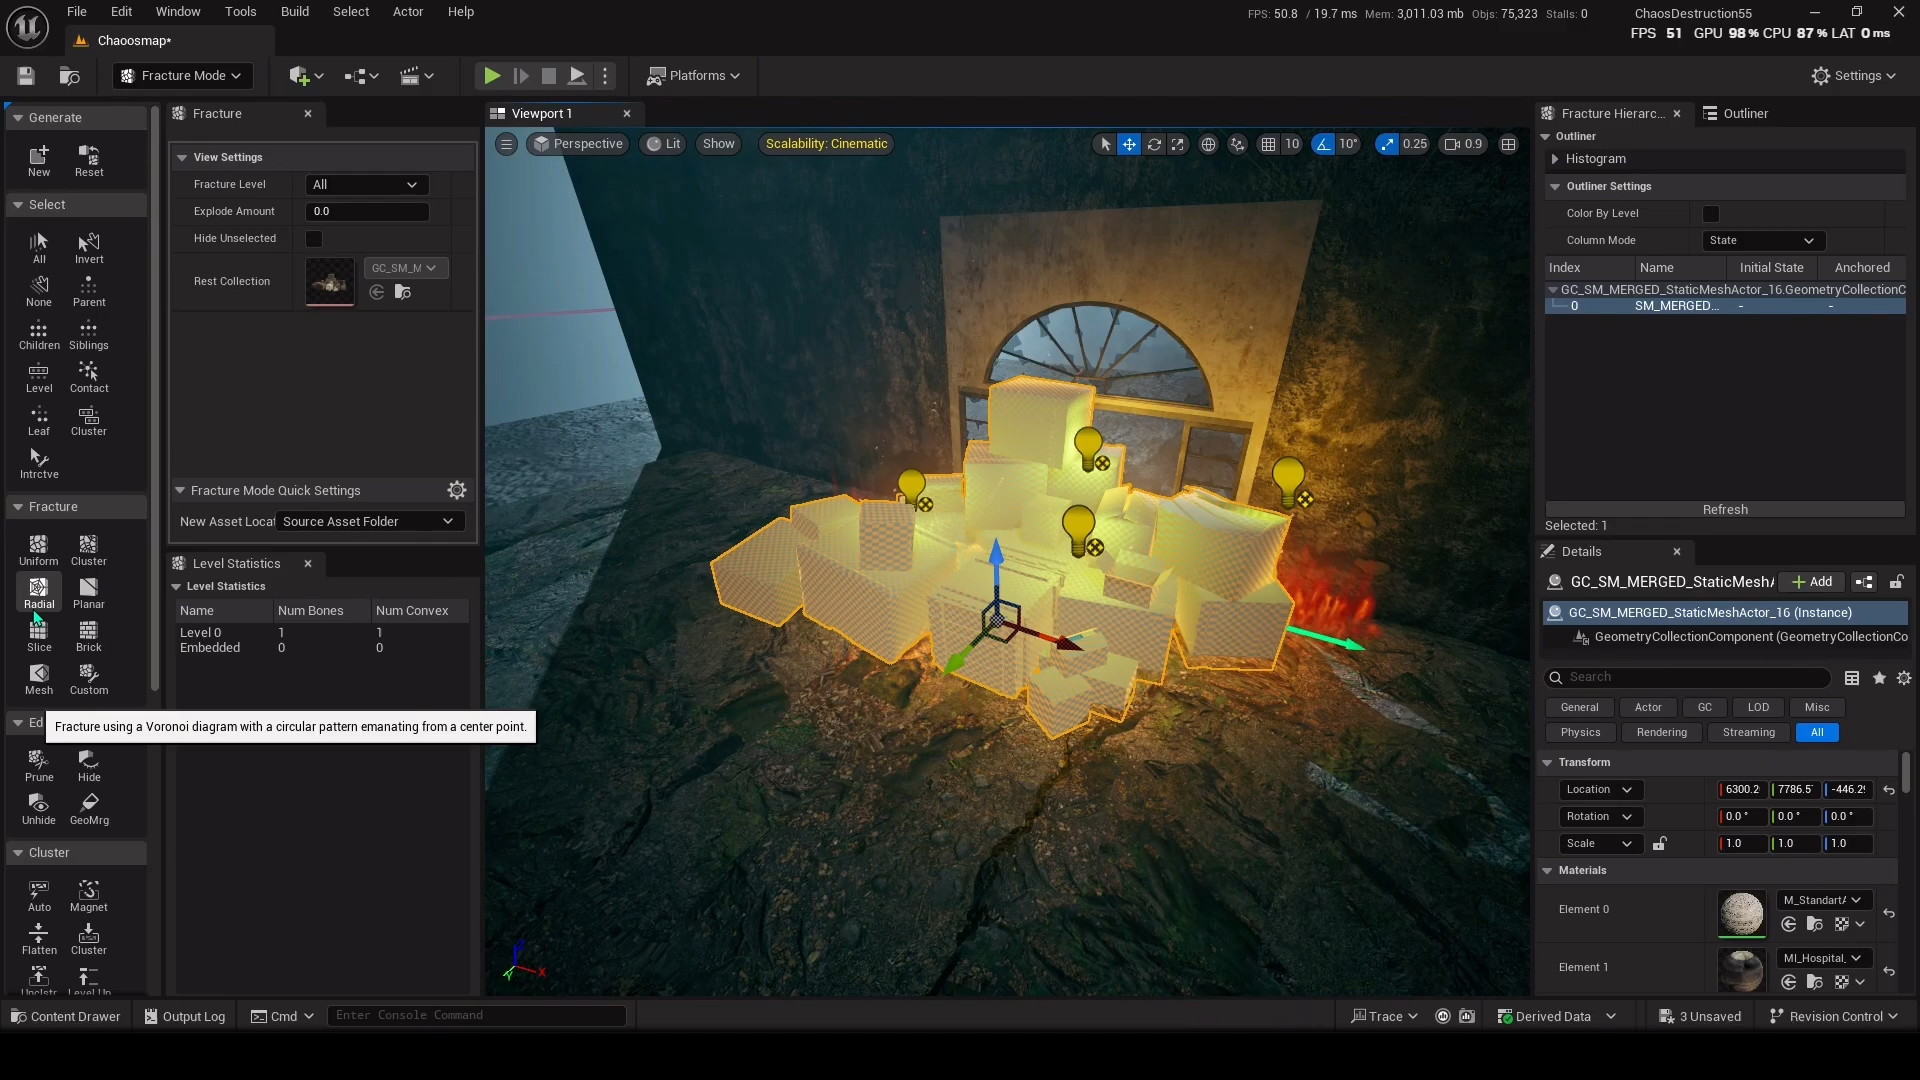 File Edit Window Tools Build Select Actor Help
FPS: 50.8 / 19.7 ms Mem: 3,011.03 mb Objs: 75,323 Stalls: 0
ChaosDestruction55
Chaoosmap*
FPS 51 GPU 98% CPU 87% LAT 0 ms
Fracture Mode
Platforms
Settings
Generate
New Reset
Select
All Invert
None Parent
Children Siblings
Level Contact
Leaf Cluster
Intrctve
Fracture
Uniform Cluster
Radial Planar
Slice Brick
Mesh Custom
Ed
Fracture using a Voronoi diagram with a circular pattern emanating from a center point.
Prune Hide
Unhide GeoMrg
Cluster
Auto Magnet
Flatten Cluster
Unclstr Level Up
Fracture
View Settings
Fracture Level All
Explode Amount 0.0
Hide Unselected
Rest Collection GC_SM_M
Fracture Mode Quick Settings
New Asset Locat Source Asset Folder
Level Statistics
Level Statistics
Name Num Bones Num Convex
Level 0 1 1
Embedded 0 0
Viewport 1
Perspective Lit Show Scalability: Cinematic
10 10° 0.25 0.9
Fracture Hierarc... Outliner
Outliner
Histogram
Outliner Settings
Color By Level
Column Mode State
Index Name Initial State Anchored
GC_SM_MERGED_StaticMeshActor_16.GeometryCollectionC
0 SM_MERGED... - -
Refresh
Selected: 1
Details
GC_SM_MERGED_StaticMeshA Add
GC_SM_MERGED_StaticMeshActor_16 (Instance)
GeometryCollectionComponent (GeometryCollectionCo
Search
General Actor GC LOD Misc
Physics Rendering Streaming All
Transform
Location 6300.2 7786.5 -446.29
Rotation 0.0 ° 0.0 ° 0.0 °
Scale 1.0 1.0 1.0
Materials
Element 0 M_StandartA
Element 1 MI_Hospital_
Content Drawer Output Log Cmd Enter Console Command
Trace Derived Data 3 Unsaved Revision Control